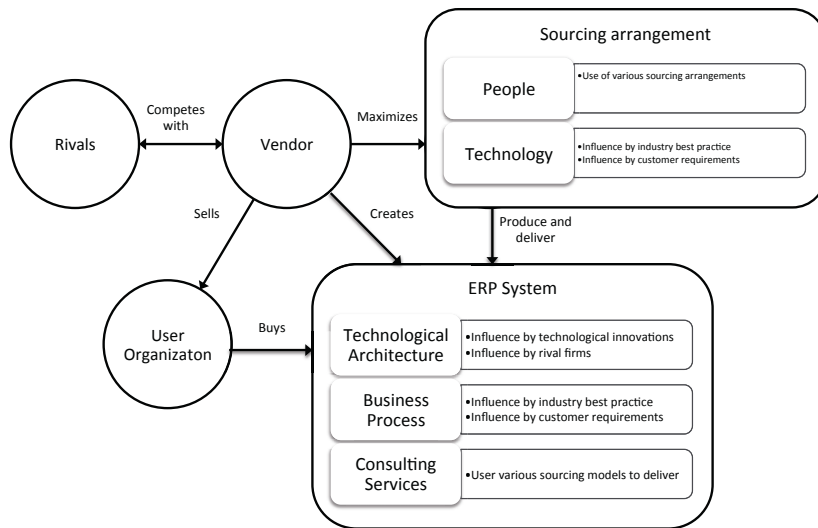 Sourcing arrangement
People
•Use of various sourcing arrangements
Technology
•Influence by industry best practice
•Influence by customer requirements
Rivals
Competes
with
Vendor
Maximizes
Sells
Creates
Produce and
deliver
User
Organizaton
Buys
ERP System
Technological
Architecture
•Influence by technological innovations
•Influence by rival firms
Business
Process
•Influence by industry best practice
•Influence by customer requirements
Consulting
Services
•User various sourcing models to deliver